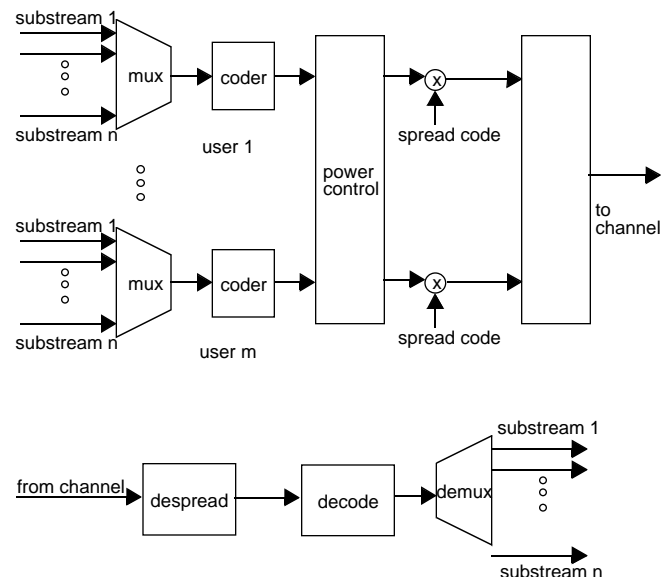 substream 1
mux
coder
substream n
user 1
x
spread code
power
control
to
channel
substream 1
mux
coder
substream n
user m
x
spread code
substream 1
from channel
despread
decode
demux
substream n